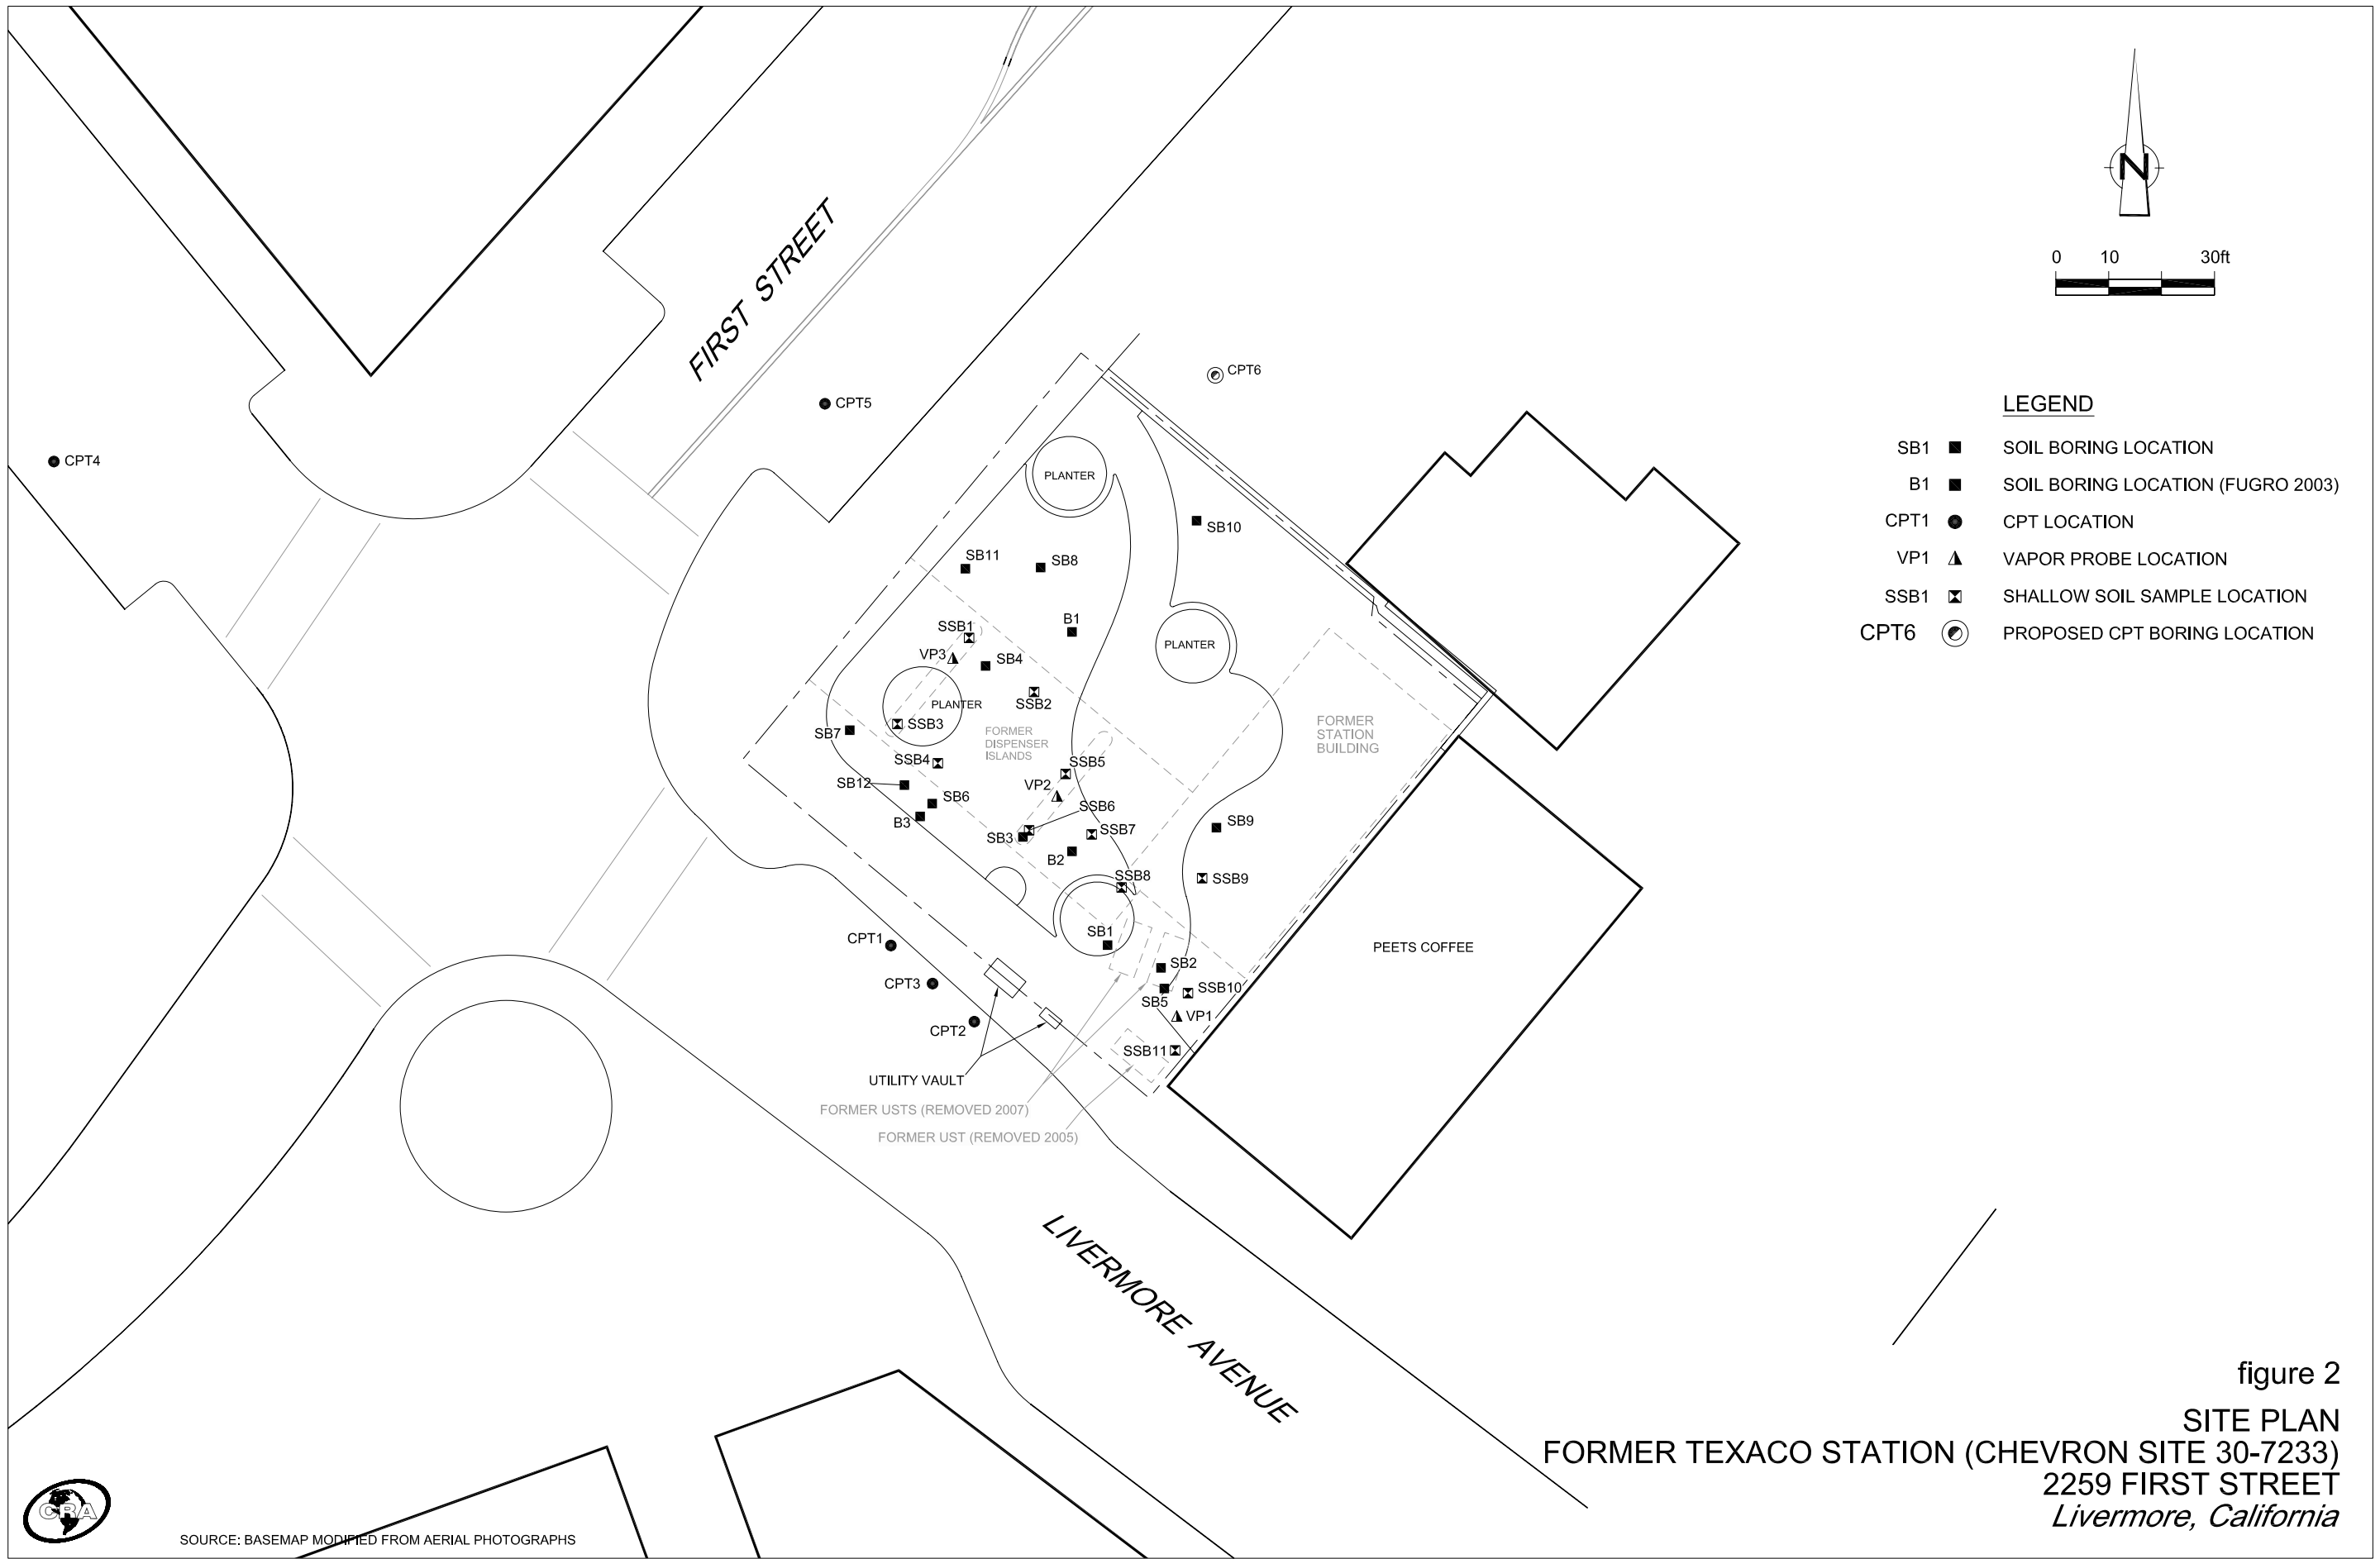 FIRST STREET
N
0 10 30ft
CPT6
CPT5
CPT4
LEGEND
SB1 SOIL BORING LOCATION
B1 SOIL BORING LOCATION (FUGRO 2003)
CPT1 CPT LOCATION
VP1 VAPOR PROBE LOCATION
SSB1 SHALLOW SOIL SAMPLE LOCATION
CPT6 PROPOSED CPT BORING LOCATION
PLANTER
SB10
SB11
SB8
B1
SSB1
VP3
SB4
PLANTER
SSB2
PLANTER
SSB3
SB7
FORMER
DISPENSER
ISLANDS
FORMER
STATION
BUILDING
SSB4
SSB5
SB12
VP2
SB6
SSB6
B3
SB3
SSB7
SB9
B2
SSB8
SSB9
SB1
CPT1
PEETS COFFEE
SB2
CPT3
SSB10
SB5
VP1
CPT2
SSB11
UTILITY VAULT
FORMER USTS (REMOVED 2007)
FORMER UST (REMOVED 2005)
LIVERMORE AVENUE
figure 2
SITE PLAN
FORMER TEXACO STATION (CHEVRON SITE 30-7233)
2259 FIRST STREET
Livermore, California
CRA
SOURCE: BASEMAP MODIFIED FROM AERIAL PHOTOGRAPHS